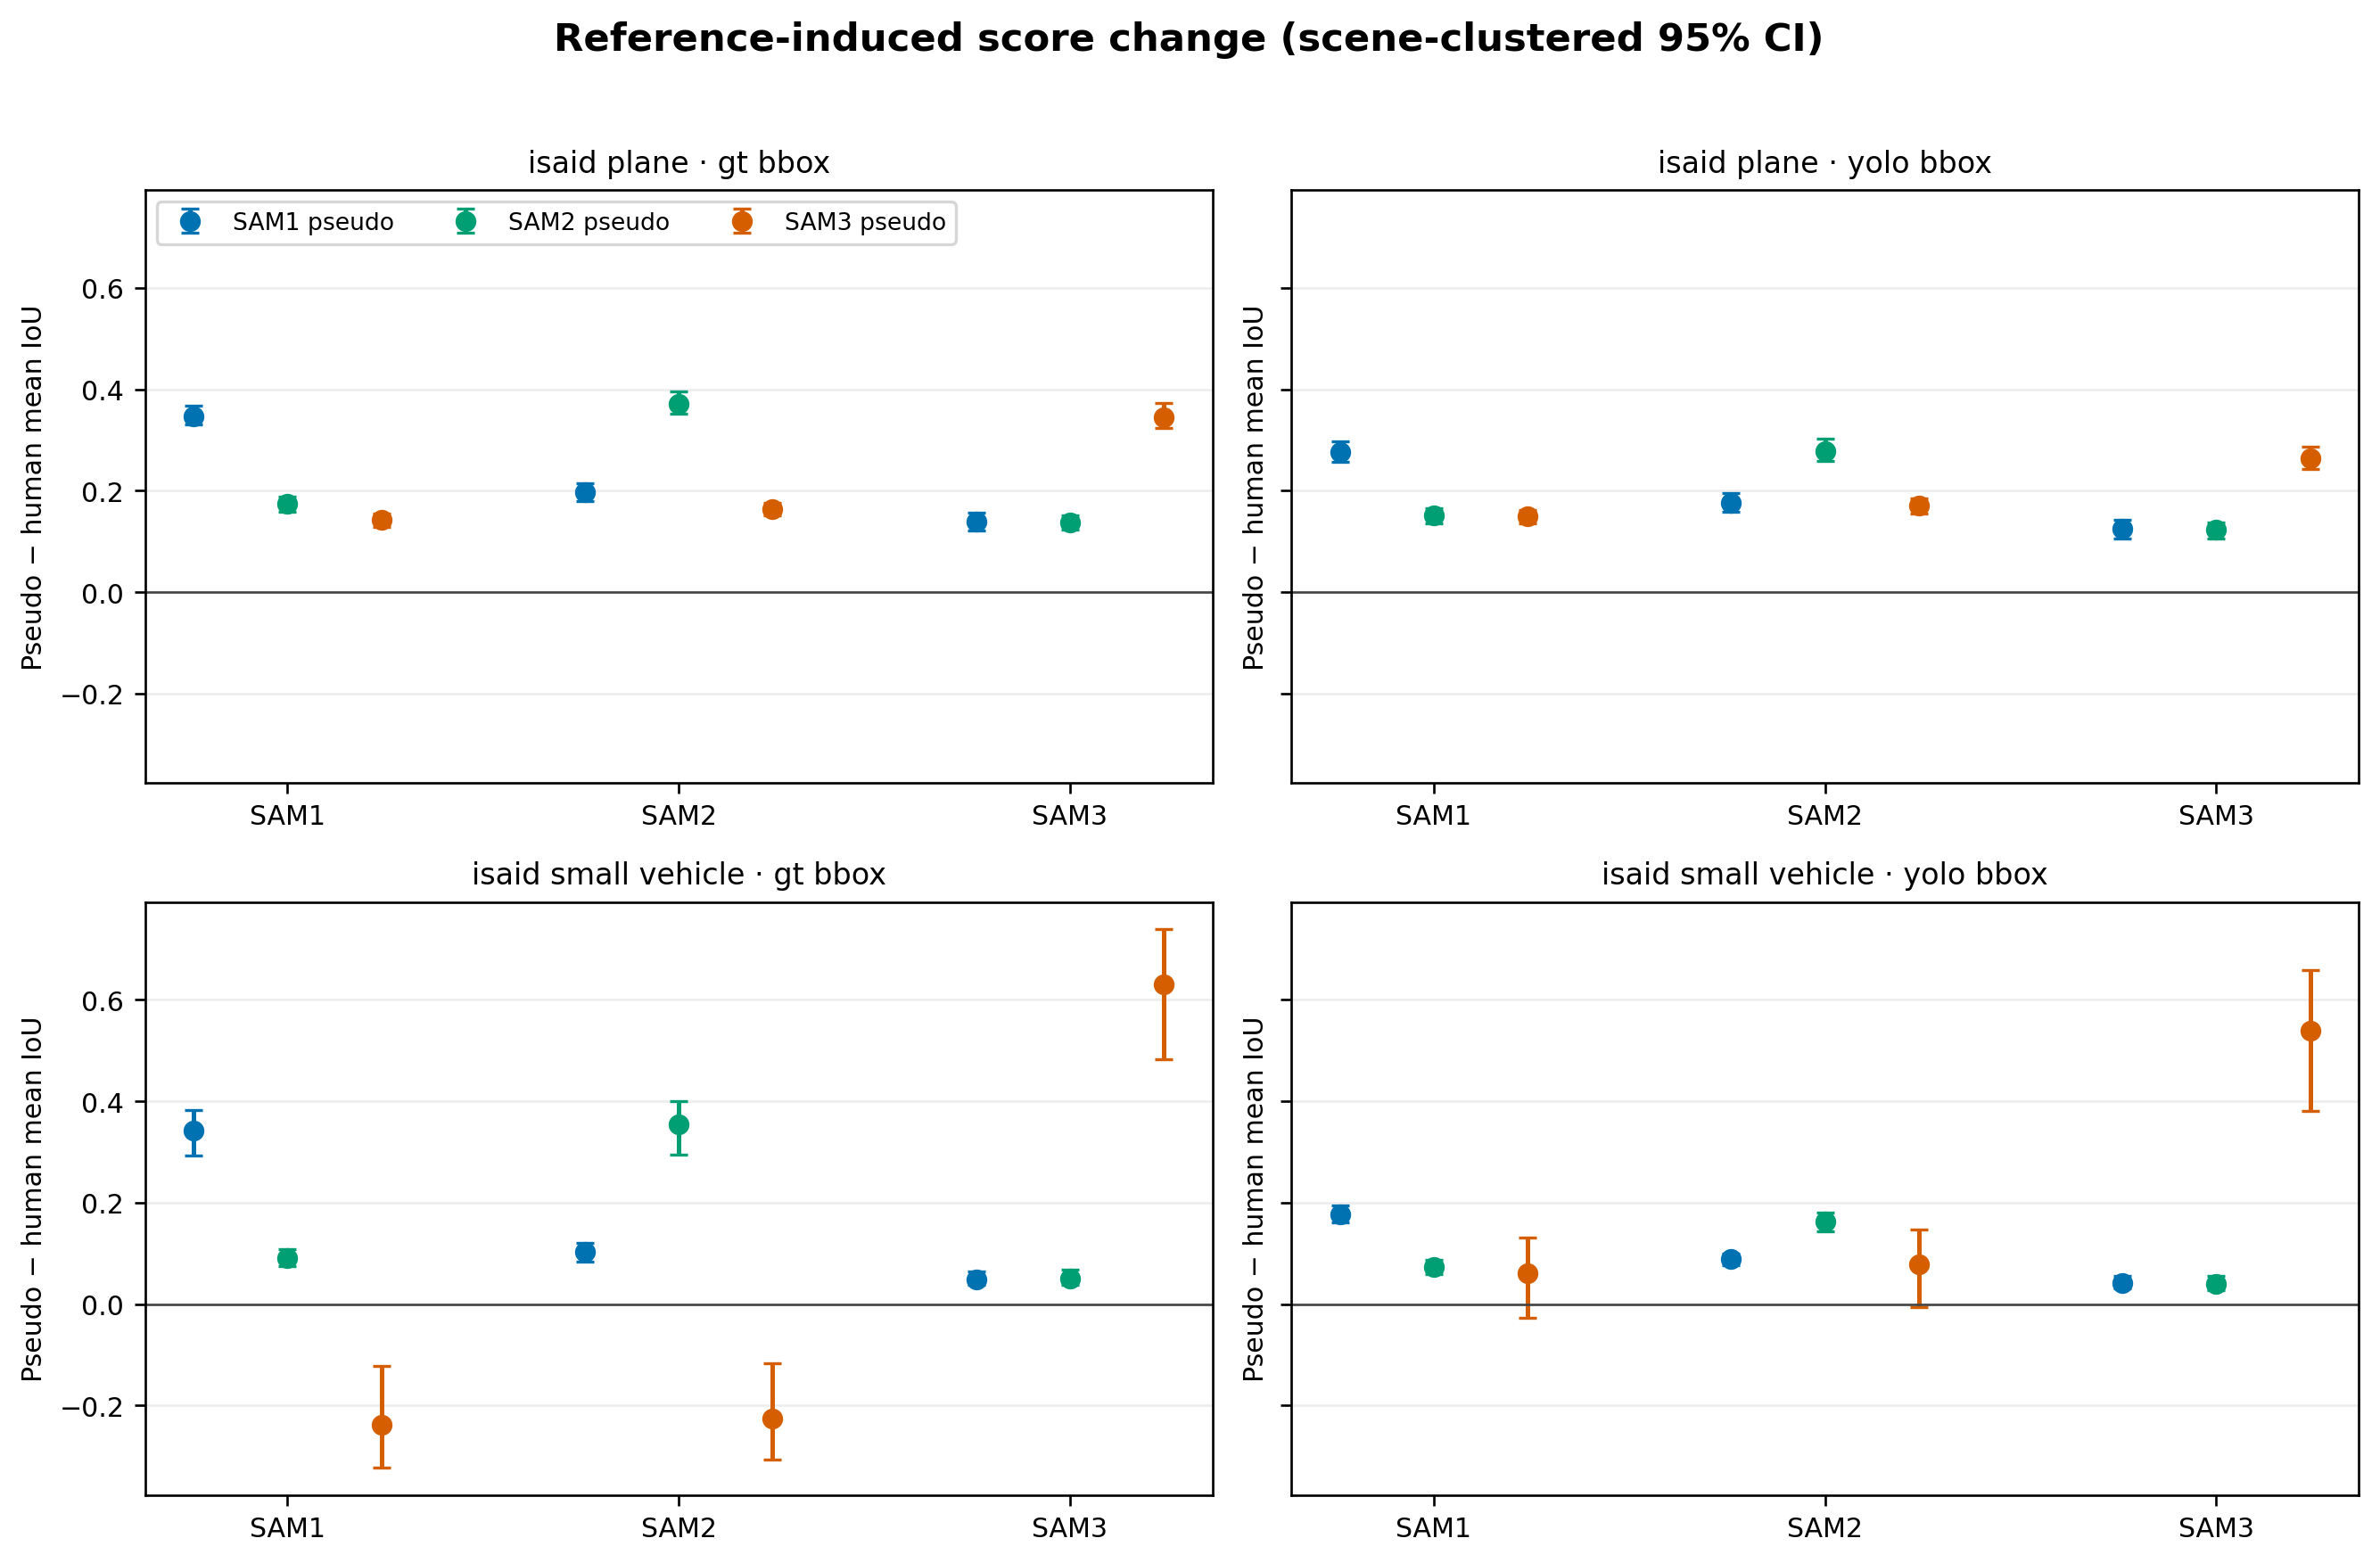 Reference-induced score change (scene-clustered 95% CI)
isaid plane · gt bbox
SAM1 pseudo
SAM2 pseudo
SAM3 pseudo
Pseudo − human mean IoU
0.6
0.4
0.2
0.0
−0.2
SAM1
SAM2
SAM3
isaid plane · yolo bbox
Pseudo − human mean IoU
SAM1
SAM2
SAM3
isaid small vehicle · gt bbox
Pseudo − human mean IoU
0.6
0.4
0.2
0.0
−0.2
SAM1
SAM2
SAM3
isaid small vehicle · yolo bbox
Pseudo − human mean IoU
SAM1
SAM2
SAM3